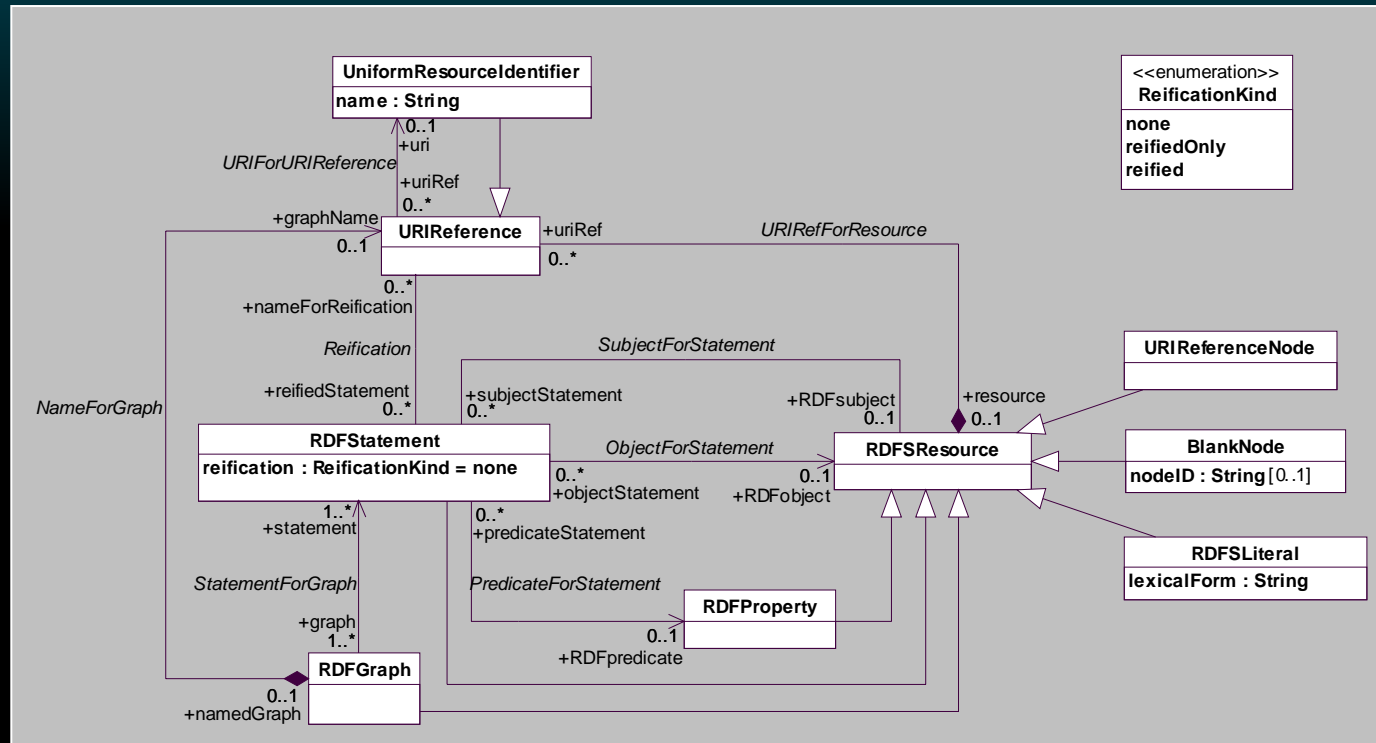 UniformResourceIdentifier
name : String
<<enumeration>>
ReificationKind
none
reifiedOnly
reified
0..1
+uri
URIForURIReference
+uriRef
0..*
+graphName
0..1
URIReference
+uriRef
0..*
URIRefForResource
0..*
+nameForReification
Reification
+reifiedStatement
0..*
NameForGraph
SubjectForStatement
+subjectStatement
0..*
+RDFsubject
0..1
+resource
0..1
URIReferenceNode
RDFStatement
reification : ReificationKind = none
ObjectForStatement
0..*
+objectStatement
0..1
+RDFobject
RDFSResource
BlankNode
nodeID : String [0..1]
1..*
+statement
0..*
+predicateStatement
RDFSLiteral
lexicalForm : String
StatementForGraph
PredicateForStatement
RDFProperty
0..1
+RDFpredicate
+graph
1..*
RDFGraph
0..1
+namedGraph